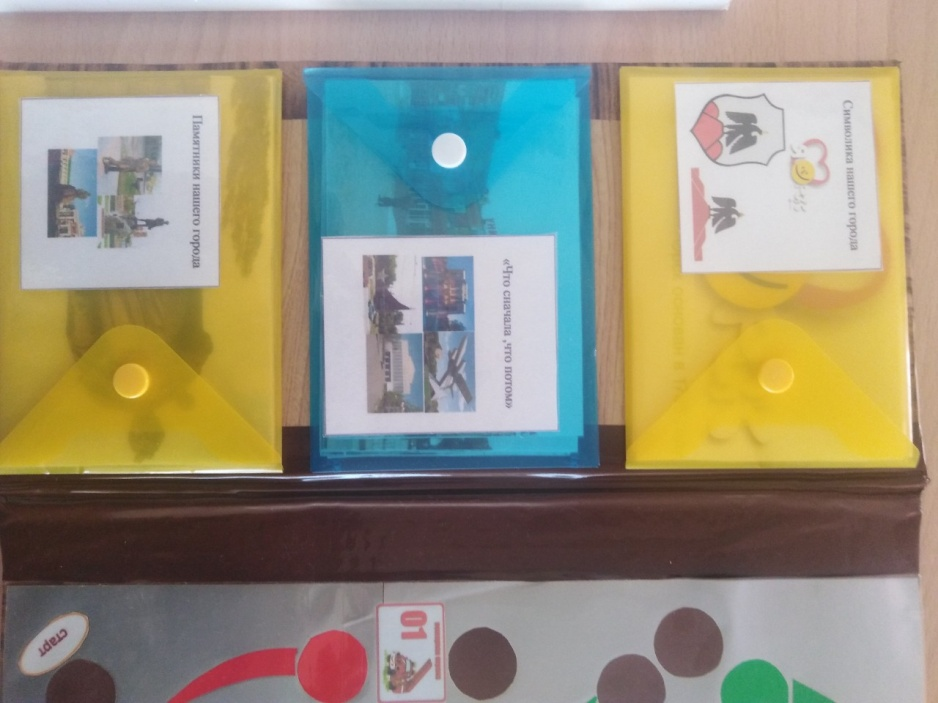 Памятники нашего города
«Что сначала ,что потом»
Символика нашего города
старт
01